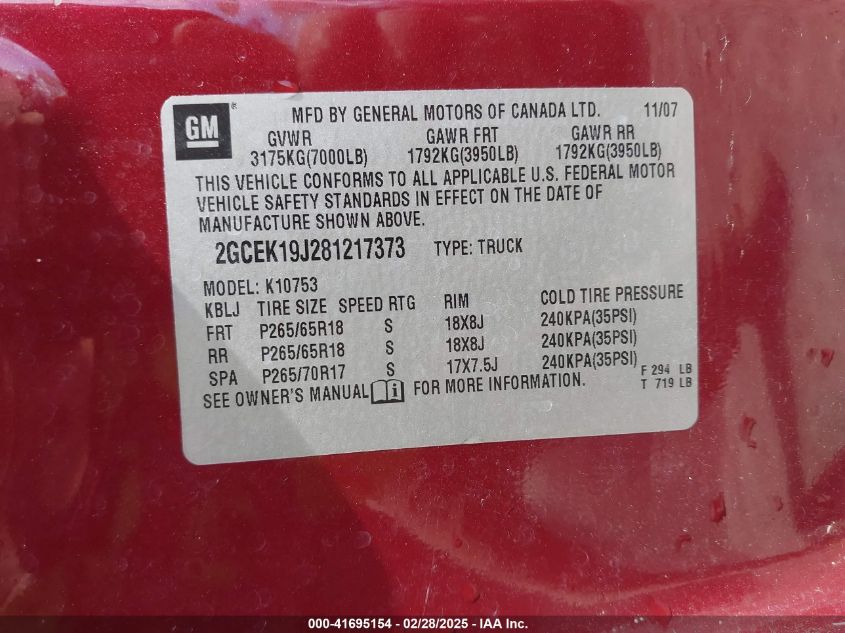 GM ® MFD BY GENERAL MOTORS OF CANADA LTD. 11/07
GVWR GAWR FRT GAWR RR
3175KG(7000LB) 1792KG(3950LB) 1792KG(3950LB)
THIS VEHICLE CONFORMS TO ALL APPLICABLE U.S. FEDERAL MOTOR
VEHICLE SAFETY STANDARDS IN EFFECT ON THE DATE OF
MANUFACTURE SHOWN ABOVE.
2GCEK19J281217373 TYPE: TRUCK
MODEL: K10753
KBLJ TIRE SIZE SPEED RTG RIM COLD TIRE PRESSURE
FRT P265/65R18 S 18X8J 240KPA(35PSI)
RR P265/65R18 S 18X8J 240KPA(35PSI)
SPA P265/70R17 S 17X7.5J 240KPA(35PSI)
SEE OWNER'S MANUAL i FOR MORE INFORMATION.
F 294 LB
T 719 LB
000-41695154 - 02/28/2025 - IAA Inc.